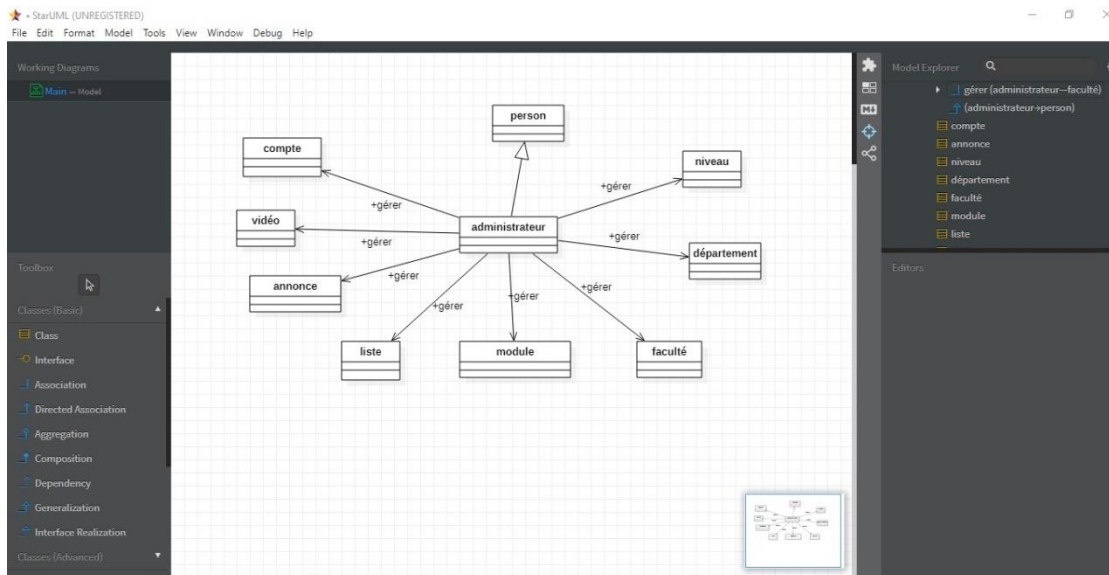 - StarUML (UNREGISTERED)
File Edit Format Model Tools View Window Debug Help
Working Diagrams
Main — Model
Toolbox
Classes (Basic)
Class
Interface
Association
Directed Association
Aggregation
Composition
Dependency
Generalization
Interface Realization
Classes (Advanced)
person
compte
niveau
+gérer
+gérer
vidéo
administrateur
+gérer
+gérer
département
annonce
+gérer
+gérer
+gérer
+gérer
liste
module
faculté
Model Explorer
gérer (administrateur—faculté)
(administrateur→person)
compte
annonce
niveau
département
faculté
module
liste
Editors